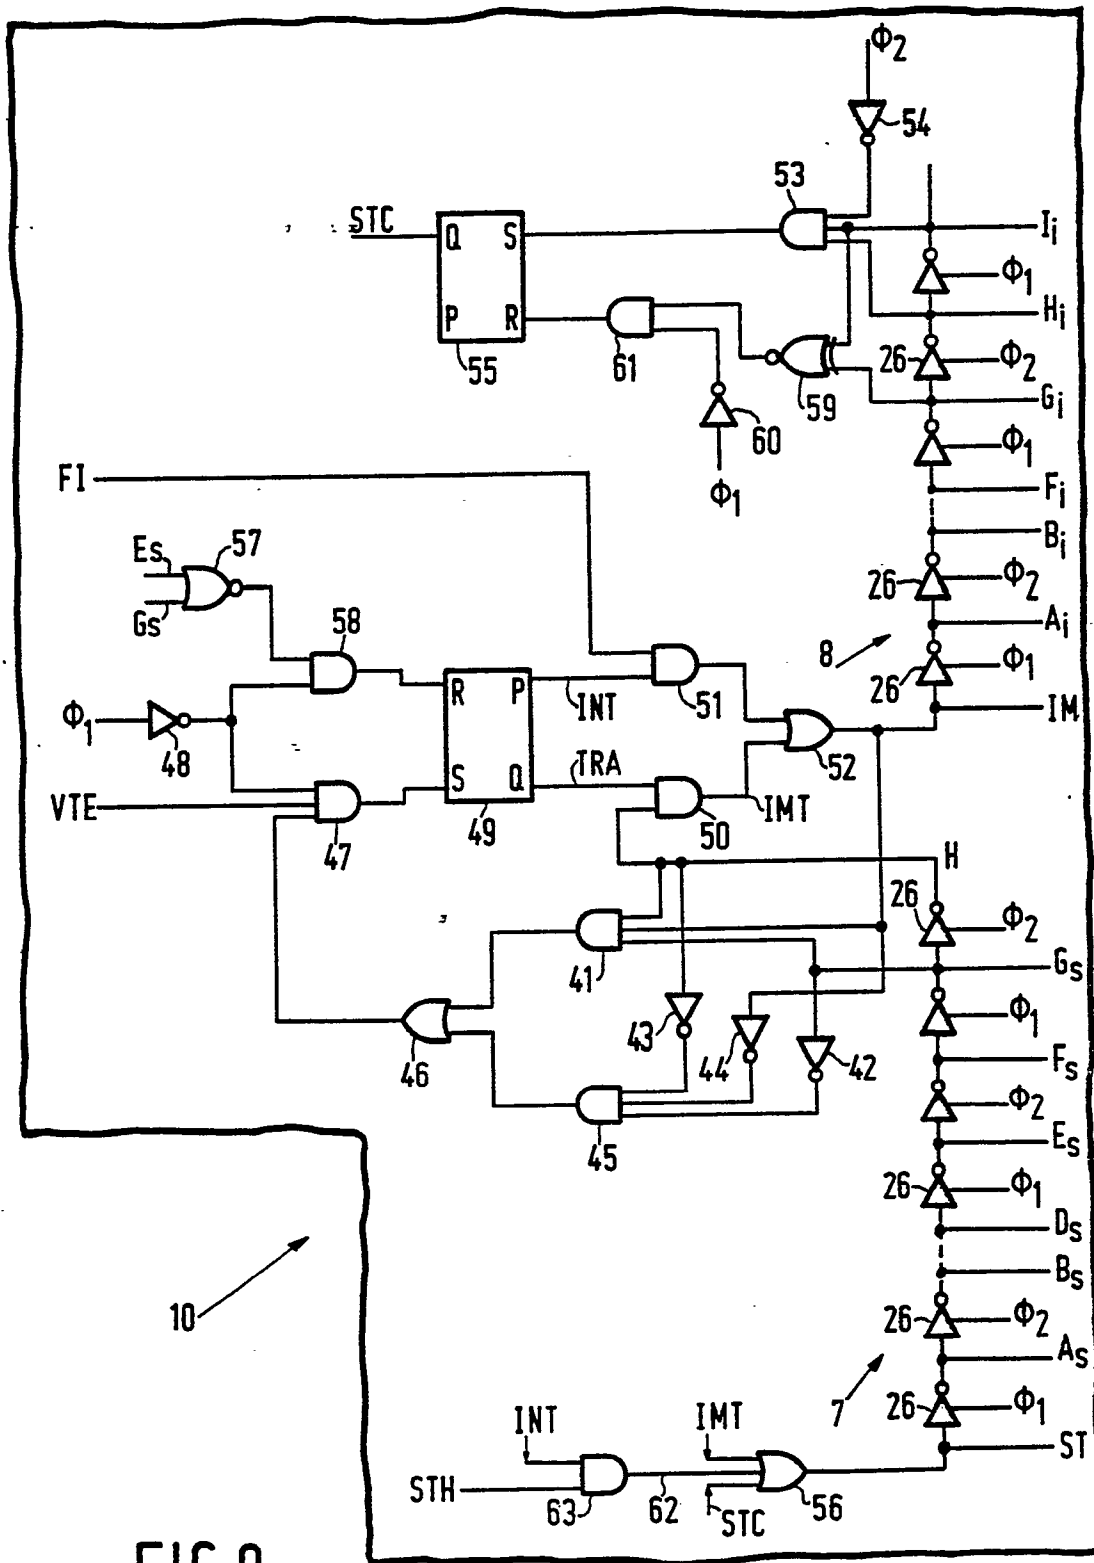 Φ2
54
53
STC
Q S
P R
55
61
59
60
Φ1
Ii
Φ1
Hi
26
Φ2
Gi
Φ1
Fi
Bi
26
Φ2
Ai
8
26
Φ1
IM
FI
Es
57
Gs
58
Φ1
48
VTE
47
R P
S Q
49
INT
TRA
51
50
52
IMT
H
26
Φ2
Gs
41
43
44
42
46
45
Φ1
Fs
Φ2
Es
26
Φ1
Ds
Bs
26
Φ2
As
7
26
Φ1
ST
10
INT
IMT
STH
63
62
STC
56